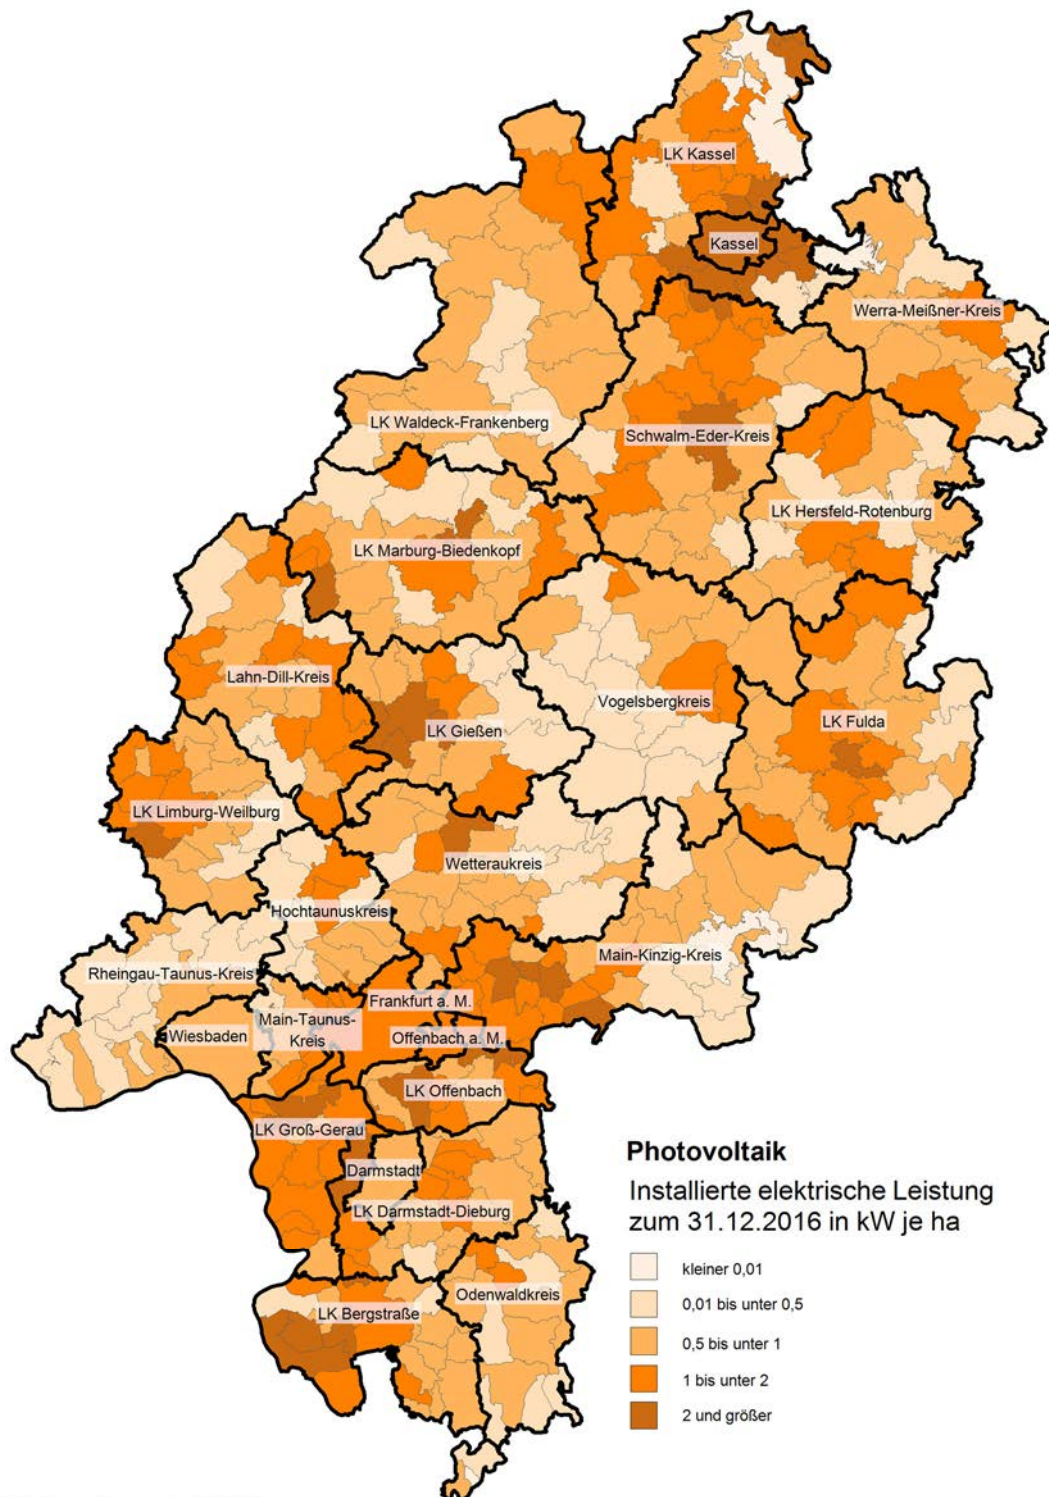 LK Kassel
Kassel
Werra-Meißner-Kreis
LK Waldeck-Frankenberg
Schwalm-Eder-Kreis
LK Hersfeld-Rotenburg
LK Marburg-Biedenkopf
Lahn-Dill-Kreis
Vogelsbergkreis
LK Gießen
LK Fulda
LK Limburg-Weilburg
Wetteraukreis
Hochtaunuskreis
Main-Kinzig-Kreis
Rheingau-Taunus-Kreis
Frankfurt a. M.
Main-Taunus-
Kreis
Wiesbaden
Offenbach a. M.
LK Offenbach
LK Groß-Gerau
Darmstadt
LK Darmstadt-Dieburg
Odenwaldkreis
LK Bergstraße
Photovoltaik
Installierte elektrische Leistung
zum 31.12.2016 in kW je ha
kleiner 0,01
0,01 bis unter 0,5
0,5 bis unter 1
1 bis unter 2
2 und größer